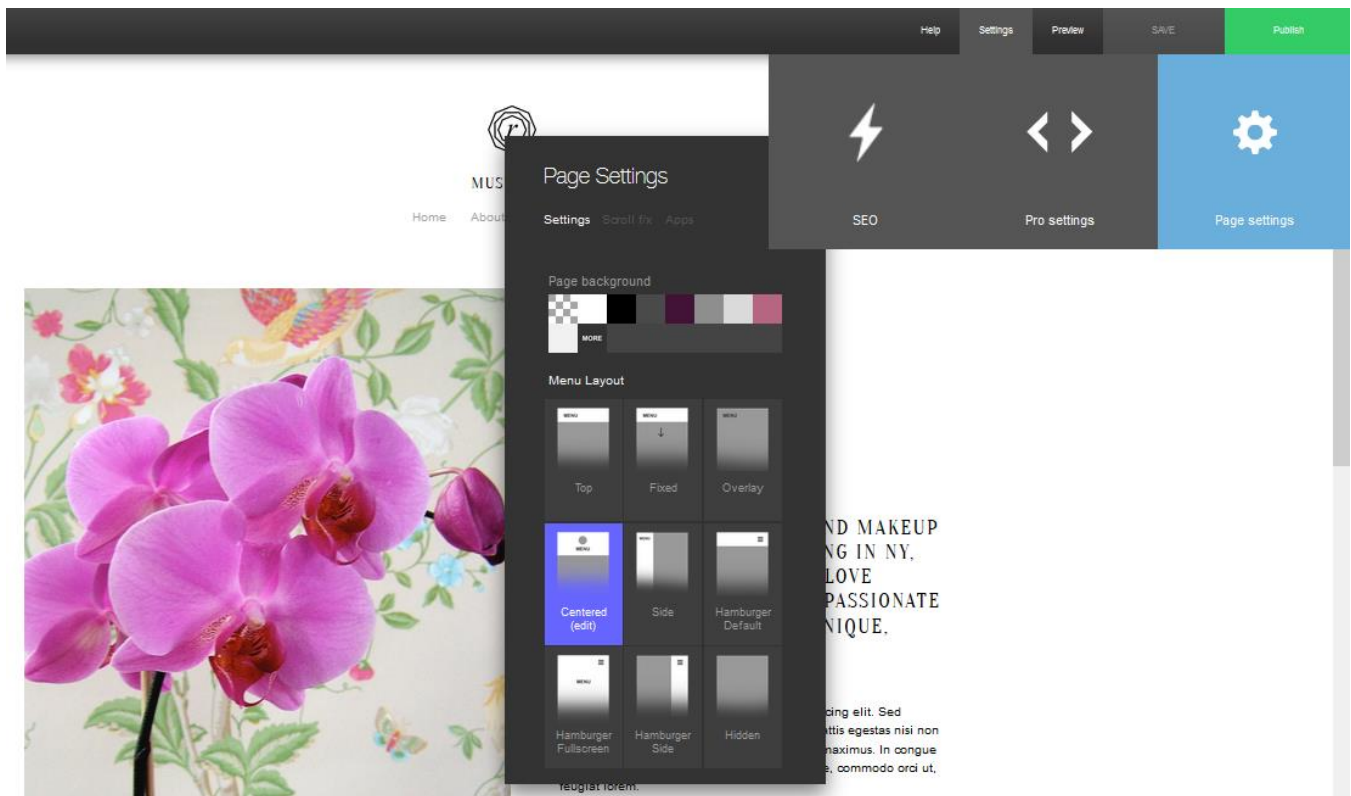 Help Settings Preview SAVE Publish
SEO Pro settings Page settings
r
Home About
Page Settings
Settings Scroll f/x Apps
Page background
MORE
Menu Layout
MENU MENU MENU
Top Fixed Overlay
MENU MENU
Centered Side Hamburger
(edit) Default
MENU
Hamburger Hamburger Hidden
Fullscreen Side
ND MAKEUP
NG IN NY,
LOVE
PASSIONATE
NIQUE,
cing elit. Sed
attis egestas nisi non
maximus. In congue
e, commodo orci ut,
feugiat lorem.